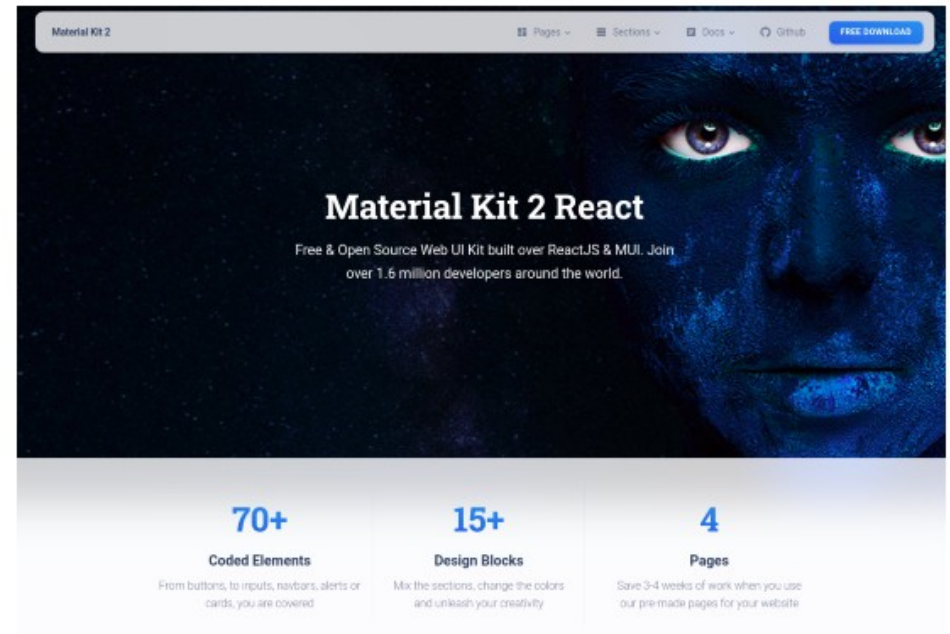 Material Kit 2
Pages
Sections
Docs
Github
FREE DOWNLOAD
Material Kit 2 React
Free & Open Source Web UI Kit built over ReactJS & MUI. Join
over 1.6 million developers around the world.
70+
Coded Elements
From buttons, to inputs, navbars, alerts or
cards, you are covered
15+
Design Blocks
Mix the sections, change the colors
and unleash your creativity
4
Pages
Save 3-4 weeks of work when you use
our pre-made pages for your website